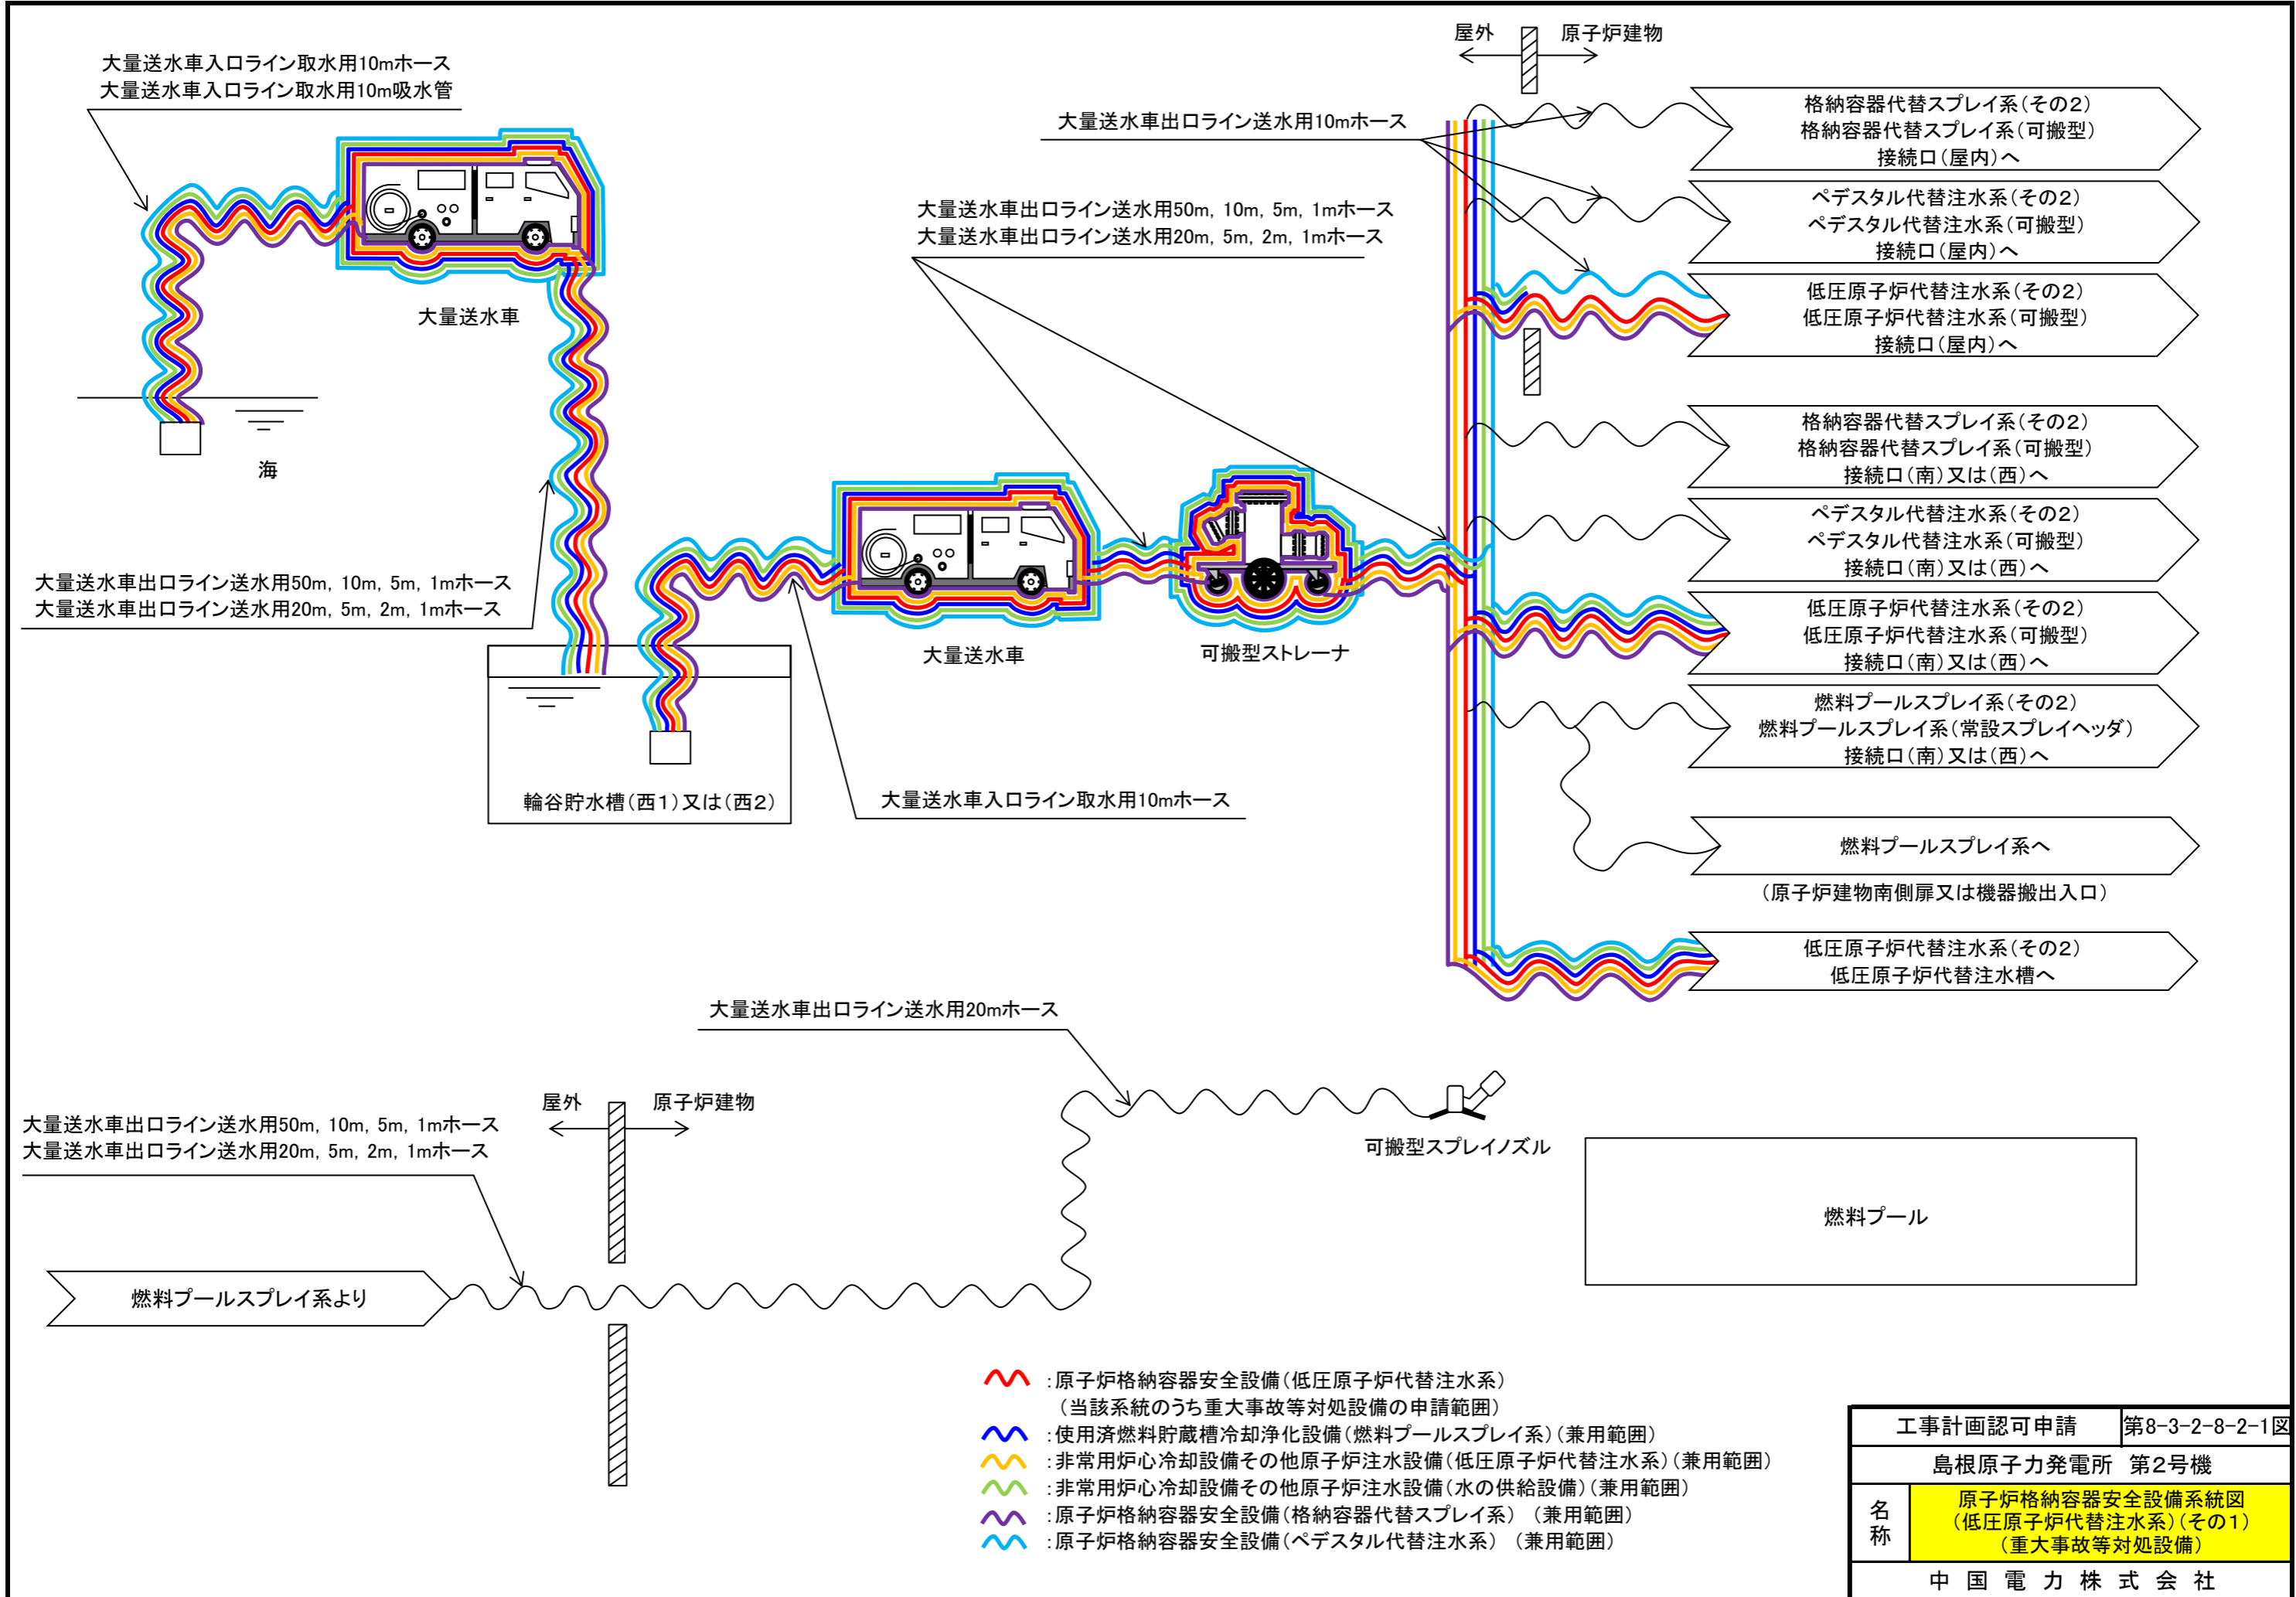 大量送水車入口ライン取水用10mホース
大量送水車入口ライン取水用10m吸水管
大量送水車
海
大量送水車出口ライン送水用50m, 10m, 5m, 1mホース
大量送水車出口ライン送水用20m, 5m, 2m, 1mホース
輪谷貯水槽(西1)又は(西2)
大量送水車入口ライン取水用10mホース
大量送水車
可搬型ストレーナ
大量送水車出口ライン送水用50m, 10m, 5m, 1mホース
大量送水車出口ライン送水用20m, 5m, 2m, 1mホース
大量送水車出口ライン送水用10mホース
屋外
原子炉建物
格納容器代替スプレイ系(その2)
格納容器代替スプレイ系(可搬型)
接続口(屋内)へ
ペデスタル代替注水系(その2)
ペデスタル代替注水系(可搬型)
接続口(屋内)へ
低圧原子炉代替注水系(その2)
低圧原子炉代替注水系(可搬型)
接続口(屋内)へ
格納容器代替スプレイ系(その2)
格納容器代替スプレイ系(可搬型)
接続口(南)又は(西)へ
ペデスタル代替注水系(その2)
ペデスタル代替注水系(可搬型)
接続口(南)又は(西)へ
低圧原子炉代替注水系(その2)
低圧原子炉代替注水系(可搬型)
接続口(南)又は(西)へ
燃料プールスプレイ系(その2)
燃料プールスプレイ系(常設スプレイヘッダ)
接続口(南)又は(西)へ
燃料プールスプレイ系へ
(原子炉建物南側扉又は機器搬出入口)
低圧原子炉代替注水系(その2)
低圧原子炉代替注水槽へ
大量送水車出口ライン送水用20mホース
屋外
原子炉建物
大量送水車出口ライン送水用50m, 10m, 5m, 1mホース
大量送水車出口ライン送水用20m, 5m, 2m, 1mホース
燃料プールスプレイ系より
可搬型スプレイノズル
燃料プール
:原子炉格納容器安全設備(低圧原子炉代替注水系)
(当該系統のうち重大事故等対処設備の申請範囲)
:使用済燃料貯蔵槽冷却浄化設備(燃料プールスプレイ系)(兼用範囲)
:非常用炉心冷却設備その他原子炉注水設備(低圧原子炉代替注水系)(兼用範囲)
:非常用炉心冷却設備その他原子炉注水設備(水の供給設備)(兼用範囲)
:原子炉格納容器安全設備(格納容器代替スプレイ系) (兼用範囲)
:原子炉格納容器安全設備(ペデスタル代替注水系) (兼用範囲)
工事計画認可申請 第8-3-2-8-2-1図
島根原子力発電所 第2号機
名称
原子炉格納容器安全設備系統図
(低圧原子炉代替注水系)(その1)
(重大事故等対処設備)
中国電力株式会社